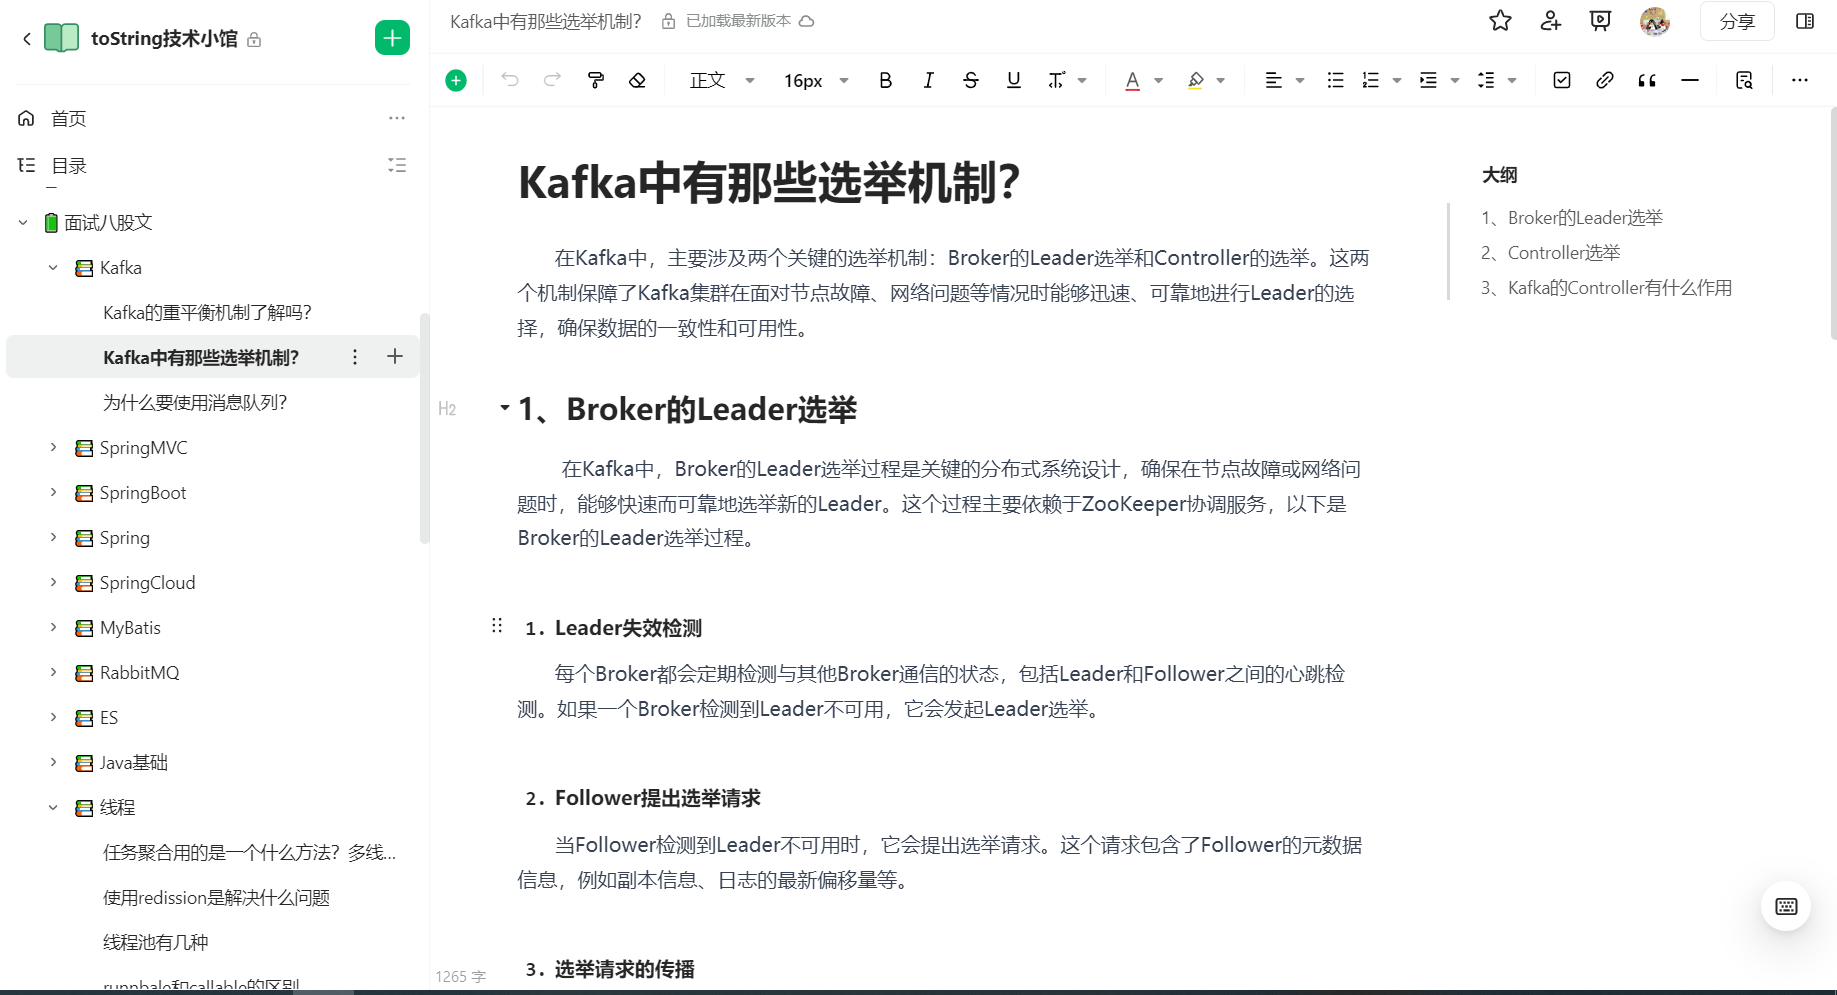 toString技术小馆
首页
目录
面试八股文
Kafka
Kafka的重平衡机制了解吗？
Kafka中有那些选举机制？
为什么要使用消息队列？
SpringMVC
SpringBoot
Spring
SpringCloud
MyBatis
RabbitMQ
ES
Java基础
线程
任务聚合用的是一个什么方法？多线...
使用redission是解决什么问题
线程池有几种
runnbale和callable的区别
Kafka中有那些选举机制？ 已加载最新版本
分享
正文 16px
Kafka中有那些选举机制？
在Kafka中，主要涉及两个关键的选举机制：Broker的Leader选举和Controller的选举。这两
个机制保障了Kafka集群在面对节点故障、网络问题等情况时能够迅速、可靠地进行Leader的选
择，确保数据的一致性和可用性。
H2
1、Broker的Leader选举
在Kafka中，Broker的Leader选举过程是关键的分布式系统设计，确保在节点故障或网络问
题时，能够快速而可靠地选举新的Leader。这个过程主要依赖于ZooKeeper协调服务，以下是
Broker的Leader选举过程。
1. Leader失效检测
每个Broker都会定期检测与其他Broker通信的状态，包括Leader和Follower之间的心跳检
测。如果一个Broker检测到Leader不可用，它会发起Leader选举。
2. Follower提出选举请求
当Follower检测到Leader不可用时，它会提出选举请求。这个请求包含了Follower的元数据
信息，例如副本信息、日志的最新偏移量等。
3. 选举请求的传播
1265 字
大纲
1、Broker的Leader选举
2、Controller选举
3、Kafka的Controller有什么作用